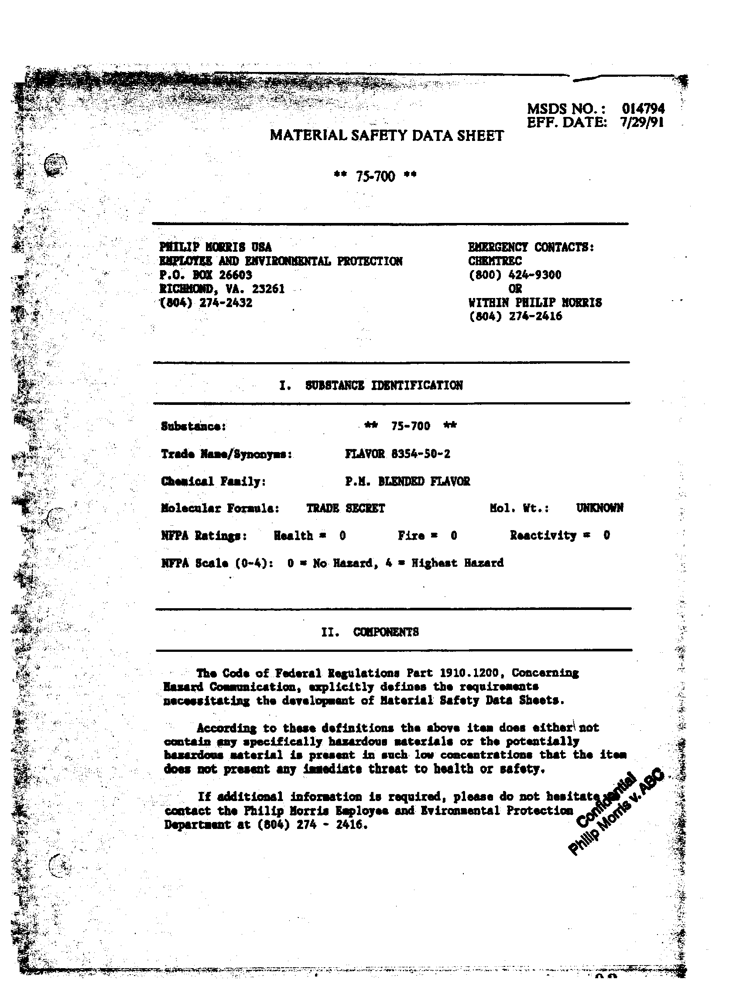 MSDS NO.: 014794
EFF. DATE: 7/29/91
MATERIAL SAFETY DATA SHEET
** 75-700 **
PHILIP MORRIS USA
EMPLOYEE AND ENVIRONMENTAL PROTECTION
P.O. BOX 26603
RICHMOND, VA. 23261
(804) 274-2432
EMERGENCY CONTACTS:
CHEMTREC
(800) 424-9300
OR
WITHIN PHILIP MORRIS
(804) 274-2416
I. SUBSTANCE IDENTIFICATION
Substance: ** 75-700 **
Trade Name/Synonyms: FLAVOR 8354-50-2
Chemical Family: P.M. BLENDED FLAVOR
Molecular Formula: TRADE SECRET Mol. Wt.: UNKNOWN
NFPA Ratings: Health = 0 Fire = 0 Reactivity = 0
NFPA Scale (0-4): 0 = No Hazard, 4 = Highest Hazard
II. COMPONENTS
The Code of Federal Regulations Part 1910.1200, Concerning
Hazard Communication, explicitly defines the requirements
necessitating the development of Material Safety Data Sheets.
According to these definitions the above item does either not
contain any specifically hazardous materials or the potentially
hazardous material is present in such low concentrations that the item
does not present any immediate threat to health or safety.
If additional information is required, please do not hesitate
contact the Philip Morris Employee and Evironmental Protection
Department at (804) 274 - 2416.
Confidential
Philip Morris v. ABC